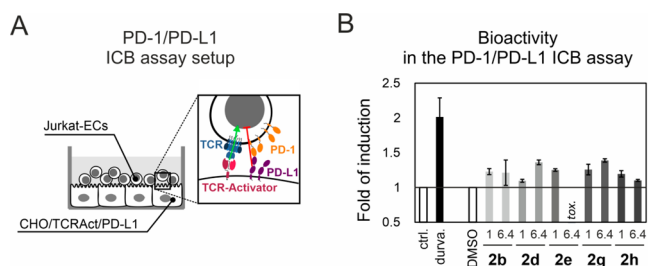 A
PD-1/PD-L1
ICB assay setup
Jurkat-ECs
TCR
PD-1
PD-L1
TCR-Activator
CHO/TCRAct/PD-L1
B
Bioactivity
in the PD-1/PD-L1 ICB assay
Fold of induction
2.5
2
1.5
1
0.5
tox.
ctrl.
durva.
DMSO
1 6.4 1 6.4 1 6.4 1 6.4 1 6.4
2b 2d 2e 2g 2h